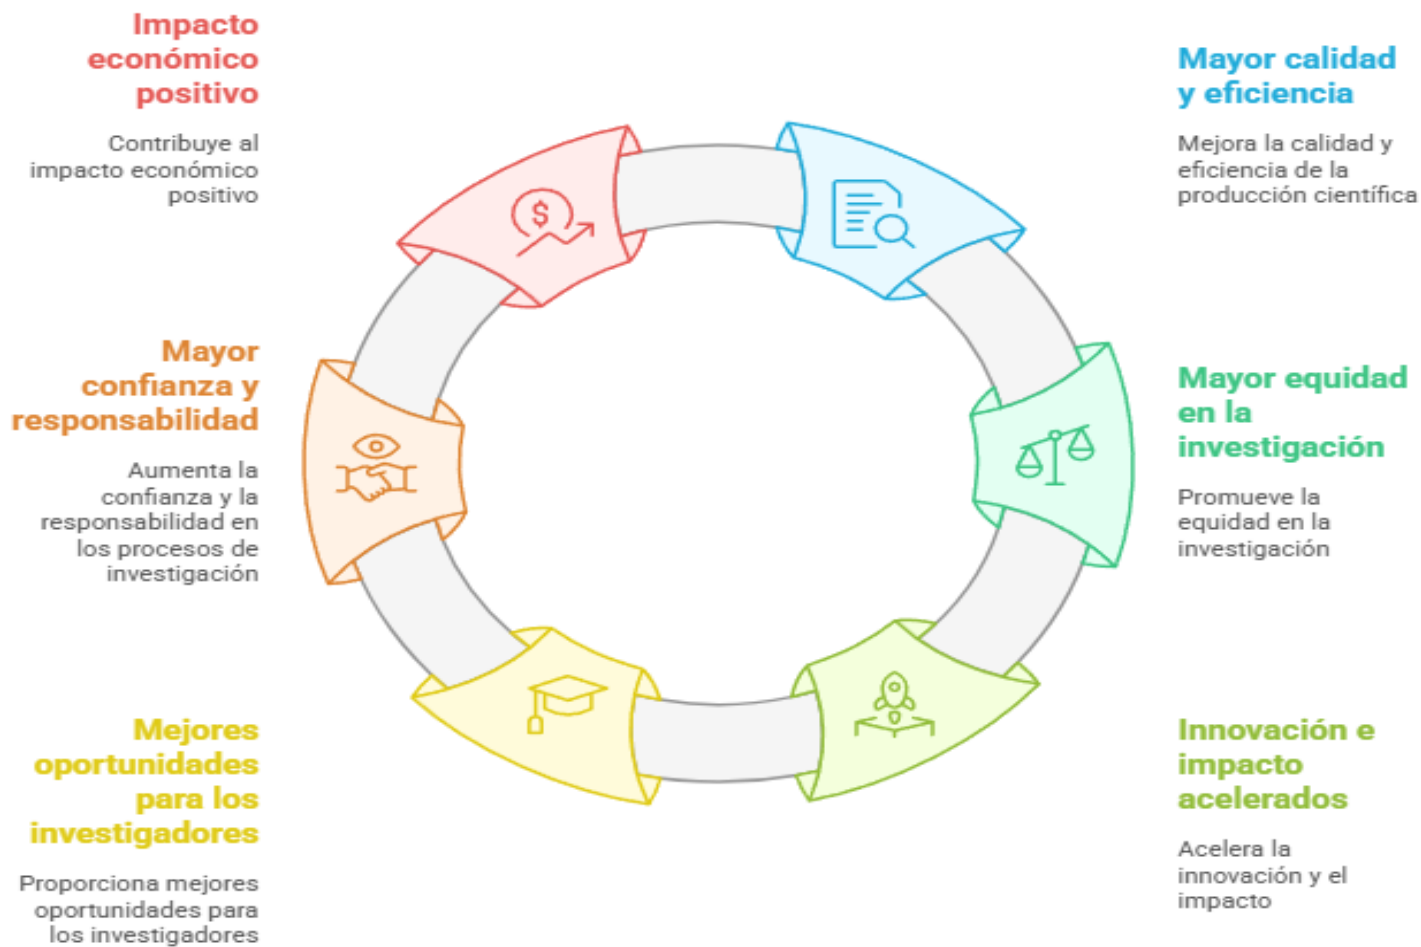 Impacto
económico
positivo
Contribuye al
impacto económico
positivo
Mayor calidad
y eficiencia
Mejora la calidad y
eficiencia de la
producción científica
$
Mayor
confianza y
responsabilidad
Aumenta la
confianza y la
responsabilidad en
los procesos de
investigación
Mayor equidad
en la
investigación
Promueve la
equidad en la
investigación
Mejores
oportunidades
para los
investigadores
Proporciona mejores
oportunidades para
los investigadores
Innovación e
impacto
acelerados
Acelera la
innovación y el
impacto